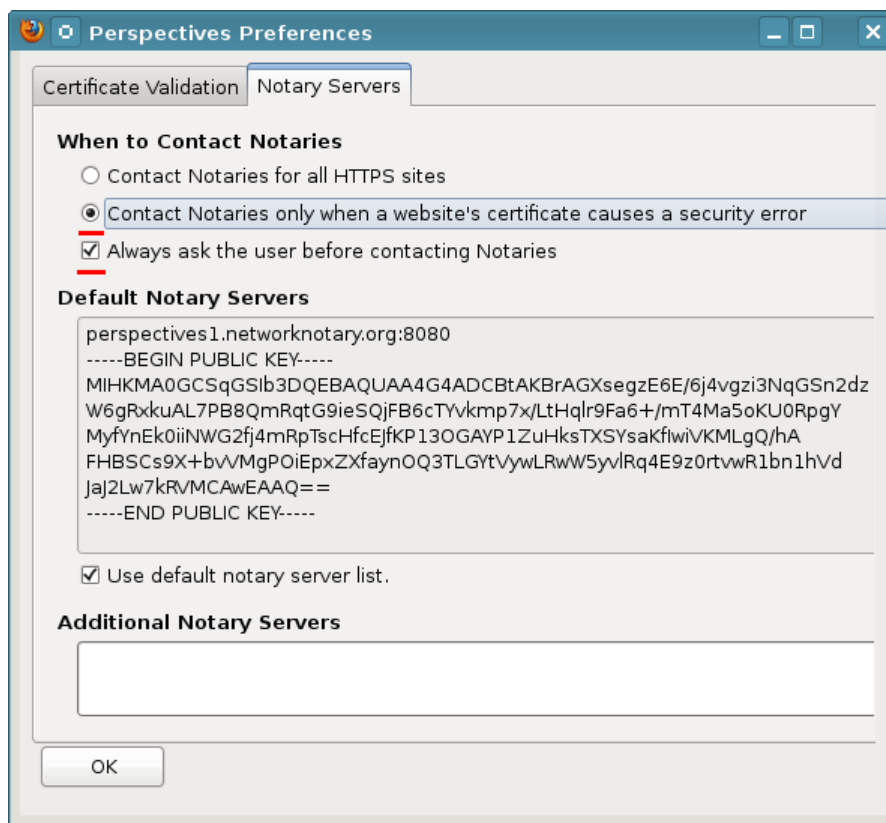 Perspectives Preferences
Certificate Validation
Notary Servers
When to Contact Notaries
Contact Notaries for all HTTPS sites
Contact Notaries only when a website's certificate causes a security error
Always ask the user before contacting Notaries
Default Notary Servers
perspectives1.networknotary.org:8080
-----BEGIN PUBLIC KEY-----
MIHKMA0GCSqGSIb3DQEBAQUAA4G4ADCBtAKBrAGXsegzE6E/6j4vgzi3NqGSn2dz
W6gRxkuAL7PB8QmRqtG9ieSQjFB6cTYvkmp7x/LtHqlr9Fa6+/mT4Ma5oKU0RpgY
MyfYnEk0iiNWG2fj4mRpTscHfcEJfKP13OGAYP1ZuHksTXSYsaKfIwiVKMLgQ/hA
FHBSCs9X+bvVMgPOiEpxZXfaynOQ3TLGYtVywLRwW5yvlRq4E9z0rtvwR1bn1hVd
JaJ2Lw7kRVMCAwEAAQ==
-----END PUBLIC KEY-----
Use default notary server list.
Additional Notary Servers
OK